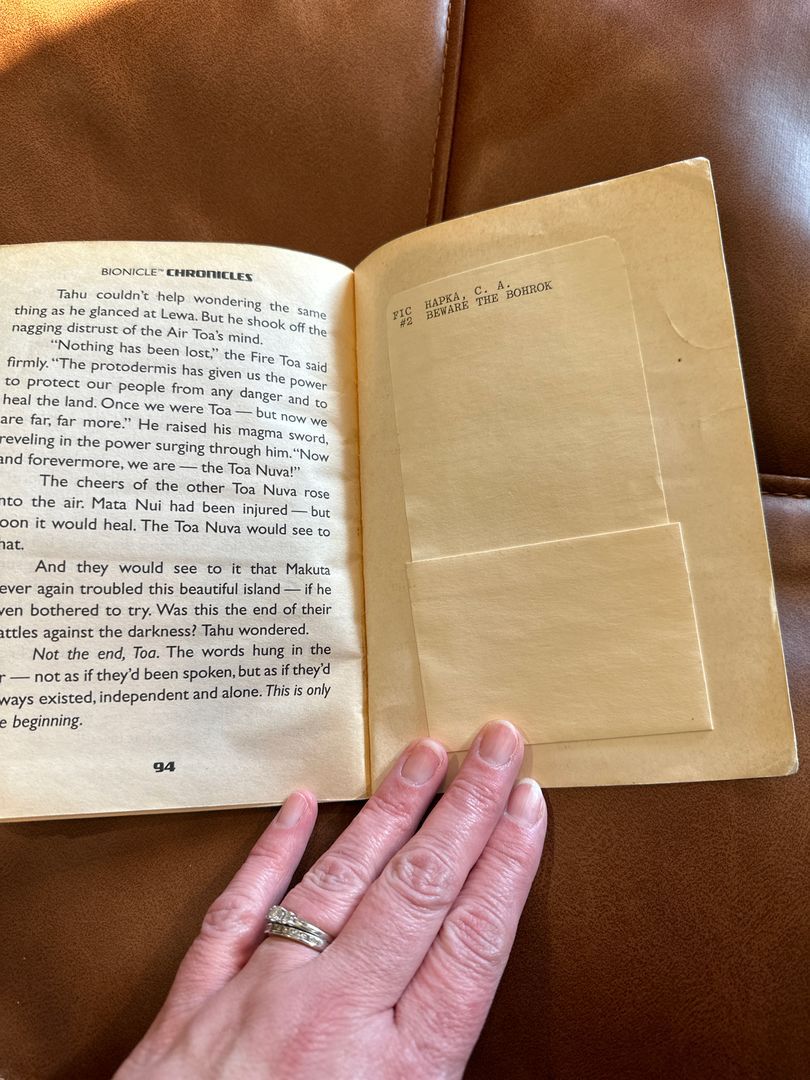 BIONICLE™ CHRONICLES
Tahu couldn't help wondering the same
thing as he glanced at Lewa. But he shook off the
nagging distrust of the Air Toa's mind.
"Nothing has been lost," the Fire Toa said
firmly. "The protodermis has given us the power
to protect our people from any danger and to
heal the land. Once we were Toa — but now we
are far, far more." He raised his magma sword,
reveling in the power surging through him. "Now
and forevermore, we are — the Toa Nuva!"
The cheers of the other Toa Nuva rose
nto the air. Mata Nui had been injured — but
oon it would heal. The Toa Nuva would see to
hat.
And they would see to it that Makuta
ever again troubled this beautiful island — if he
ven bothered to try. Was this the end of their
attles against the darkness? Tahu wondered.
Not the end, Toa. The words hung in the
r — not as if they'd been spoken, but as if they'd
ways existed, independent and alone. This is only
e beginning.
94
FIC HAPKA, C. A.
#2 BEWARE THE BOHROK